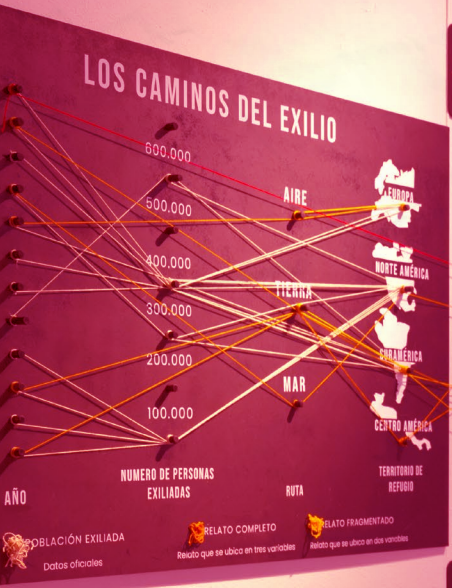 LOS CAMINOS DEL EXILIO
600.000
500.000
400.000
300.000
200.000
100.000
AIRE
TIERRA
MAR
EUROPA
NORTE AMÉRICA
SURAMÉRICA
CENTRO AMÉRICA
AÑO
NUMERO DE PERSONAS
EXILIADAS
RUTA
TERRITORIO DE
REFUGIO
POBLACIÓN EXILIADA
Datos oficiales
RELATO COMPLETO
Relato que se ubica en tres variables
RELATO FRAGMENTADO
Relato que se ubica en dos variables